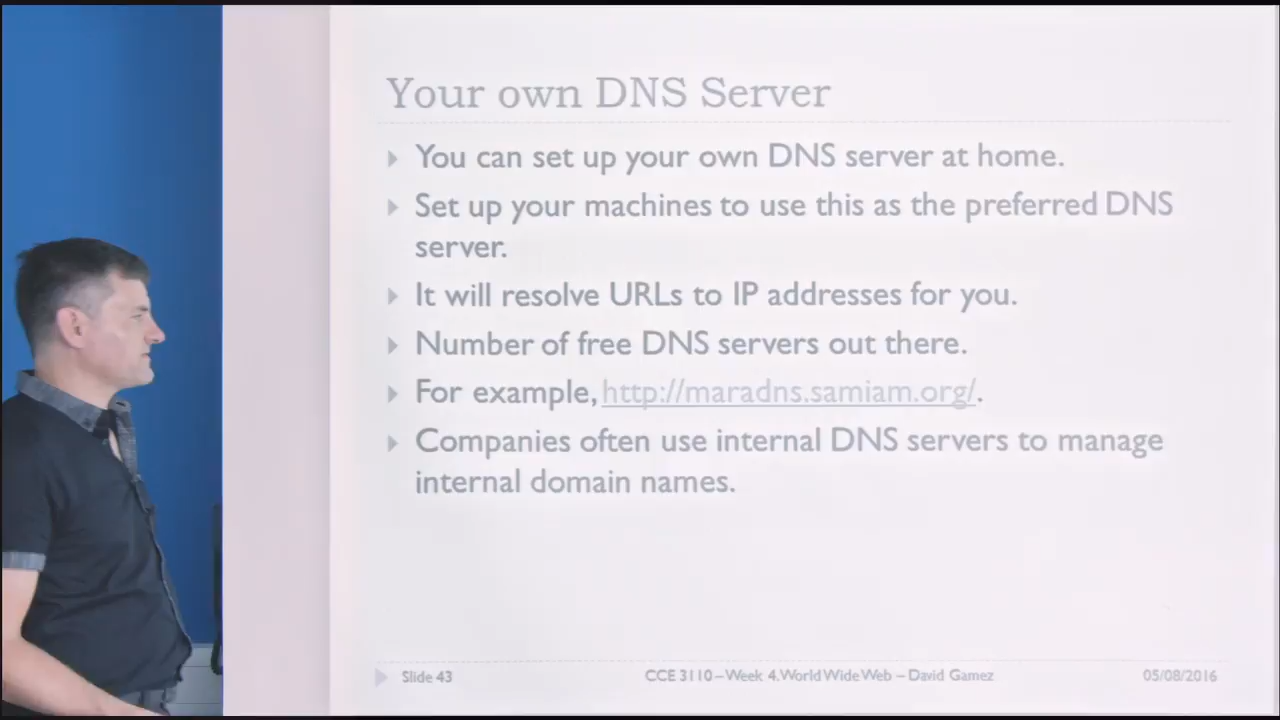 Your own DNS Server
You can set up your own DNS server at home.
Set up your machines to use this as the preferred DNS
server.
It will resolve URLs to IP addresses for you.
Number of free DNS servers out there.
For example, http://maradns.samiam.org/.
Companies often use internal DNS servers to manage
internal domain names.
Slide 43
CCE 3110 – Week 4. World Wide Web – David Gamez
05/08/2016